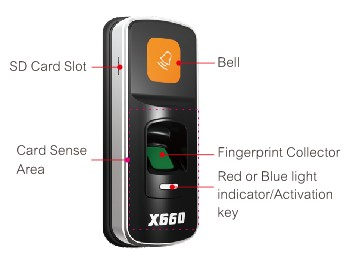 SD Card Slot
Bell
Card Sense
Area
Fingerprint Collector
Red or Blue light
indicator/Activation
key
X660